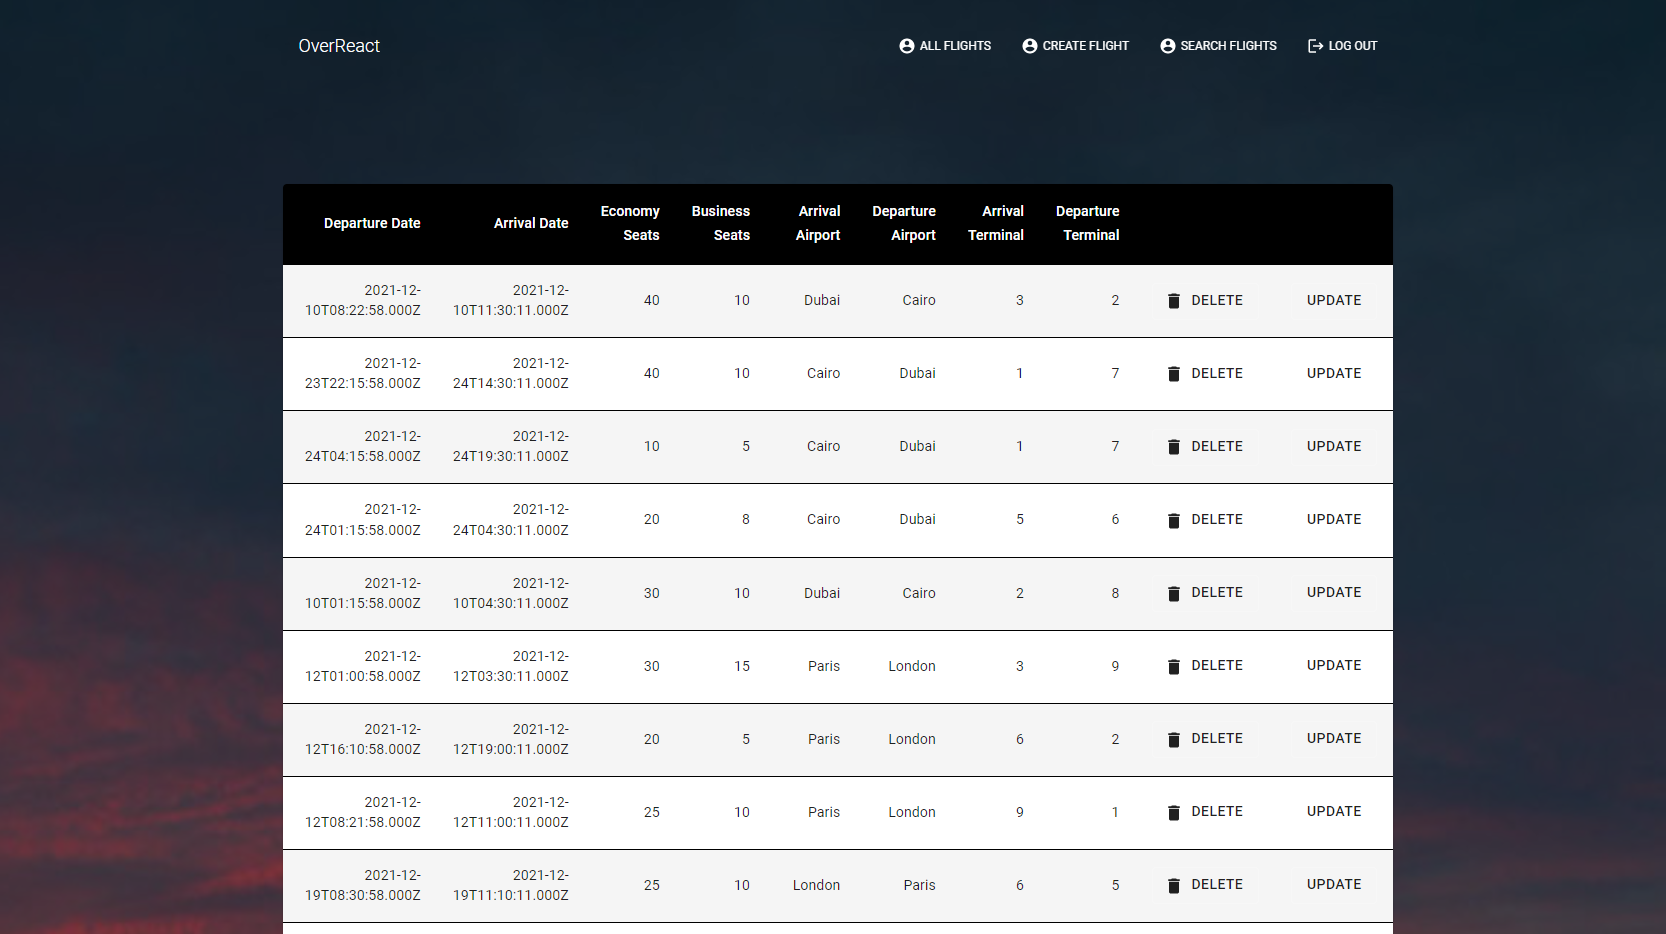 OverReact ALL FLIGHTS CREATE FLIGHT SEARCH FLIGHTS LOG OUT
Departure Date Arrival Date Economy Seats Business Seats Arrival Airport Departure Airport Arrival Terminal Departure Terminal
2021-12-10T08:22:58.000Z 2021-12-10T11:30:11.000Z 40 10 Dubai Cairo 3 2 DELETE UPDATE
2021-12-23T22:15:58.000Z 2021-12-24T14:30:11.000Z 40 10 Cairo Dubai 1 7 DELETE UPDATE
2021-12-24T04:15:58.000Z 2021-12-24T19:30:11.000Z 10 5 Cairo Dubai 1 7 DELETE UPDATE
2021-12-24T01:15:58.000Z 2021-12-24T04:30:11.000Z 20 8 Cairo Dubai 5 6 DELETE UPDATE
2021-12-10T01:15:58.000Z 2021-12-10T04:30:11.000Z 30 10 Dubai Cairo 2 8 DELETE UPDATE
2021-12-12T01:00:58.000Z 2021-12-12T03:30:11.000Z 30 15 Paris London 3 9 DELETE UPDATE
2021-12-12T16:10:58.000Z 2021-12-12T19:00:11.000Z 20 5 Paris London 6 2 DELETE UPDATE
2021-12-12T08:21:58.000Z 2021-12-12T11:00:11.000Z 25 10 Paris London 9 1 DELETE UPDATE
2021-12-19T08:30:58.000Z 2021-12-19T11:10:11.000Z 25 10 London Paris 6 5 DELETE UPDATE